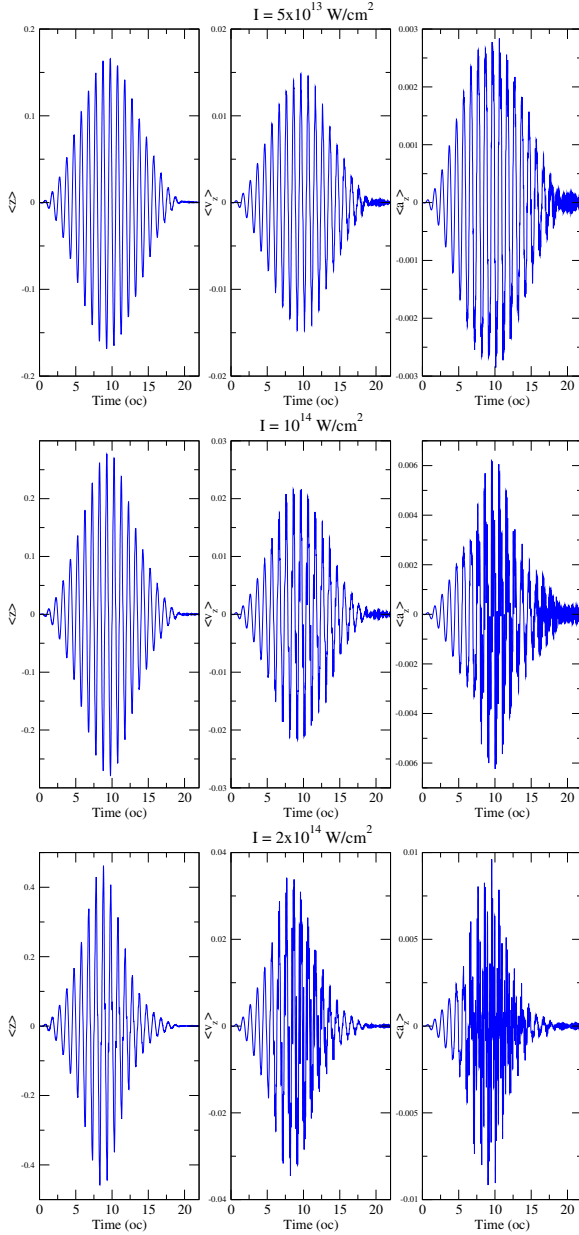 I = 5x10^13 W/cm^2
0.2
0.1
0
-0.1
-0.2
<z>
0 5 10 15 20
Time (oc)
0.02
0.01
0
-0.01
-0.02
<v_z>
0 5 10 15 20
Time (oc)
0.003
0.002
0.001
0
-0.001
-0.002
-0.003
<a_z>
0 5 10 15 20
Time (oc)
I = 10^14 W/cm^2
0.2
0.1
0
-0.1
-0.2
<z>
0 5 10 15 20
Time (oc)
0.03
0.02
0.01
0
-0.01
-0.02
-0.03
<v_z>
0 5 10 15 20
Time (oc)
0.006
0.004
0.002
0
-0.002
-0.004
-0.006
<a_z>
0 5 10 15 20
Time (oc)
I = 2x10^14 W/cm^2
0.4
0.2
0
-0.2
-0.4
<z>
0 5 10 15 20
Time (oc)
0.04
0.02
0
-0.02
-0.04
<v_z>
0 5 10 15 20
Time (oc)
0.01
0.005
0
-0.005
-0.01
<a_z>
0 5 10 15 20
Time (oc)